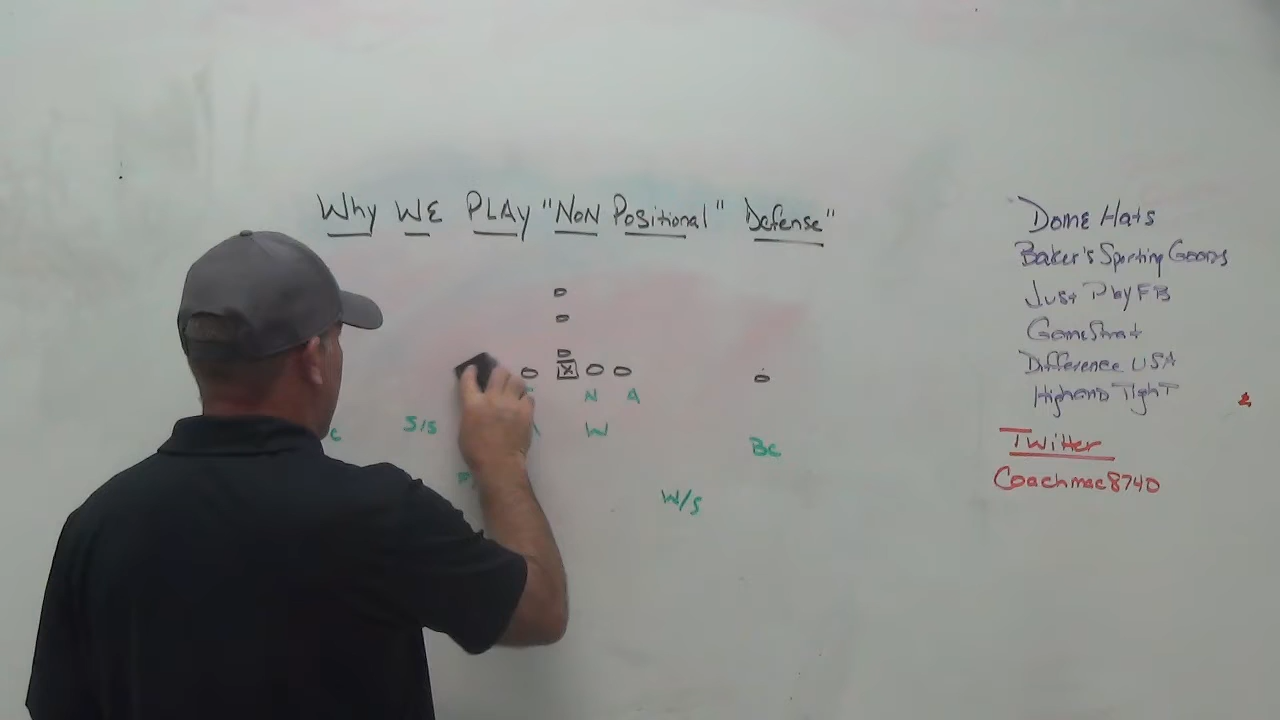 Why WE PLAY "NoN Positional" Defense"
Dome Hats
Baker's Sporting Goods
Just Play FB
GameStrat
Difference USA
High and Tight
Twitter
Coachmac8740
X
N A
C S/S W BC
W/S